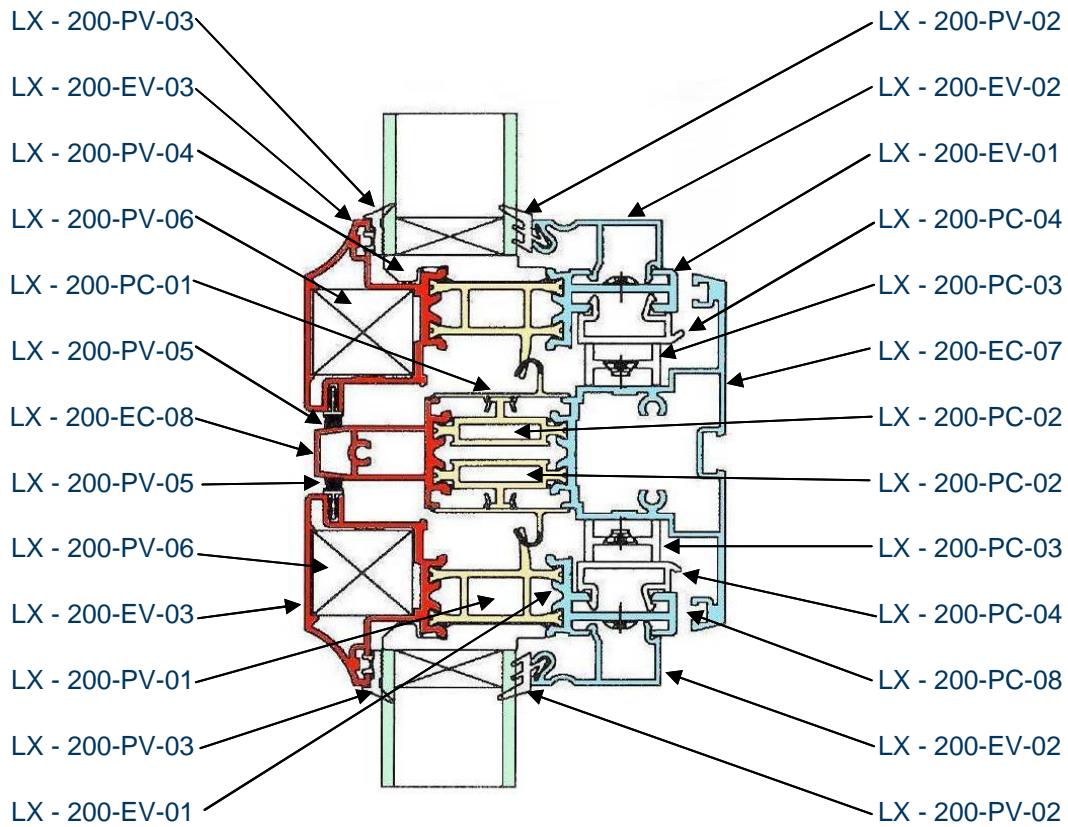 LX - 200-PV-03
LX - 200-EV-03
LX - 200-PV-04
LX - 200-PV-06
LX - 200-PC-01
LX - 200-PV-05
LX - 200-EC-08
LX - 200-PV-05
LX - 200-PV-06
LX - 200-EV-03
LX - 200-PV-01
LX - 200-PV-03
LX - 200-EV-01
LX - 200-PV-02
LX - 200-EV-02
LX - 200-EV-01
LX - 200-PC-04
LX - 200-PC-03
LX - 200-EC-07
LX - 200-PC-02
LX - 200-PC-02
LX - 200-PC-03
LX - 200-PC-04
LX - 200-PC-08
LX - 200-EV-02
LX - 200-PV-02